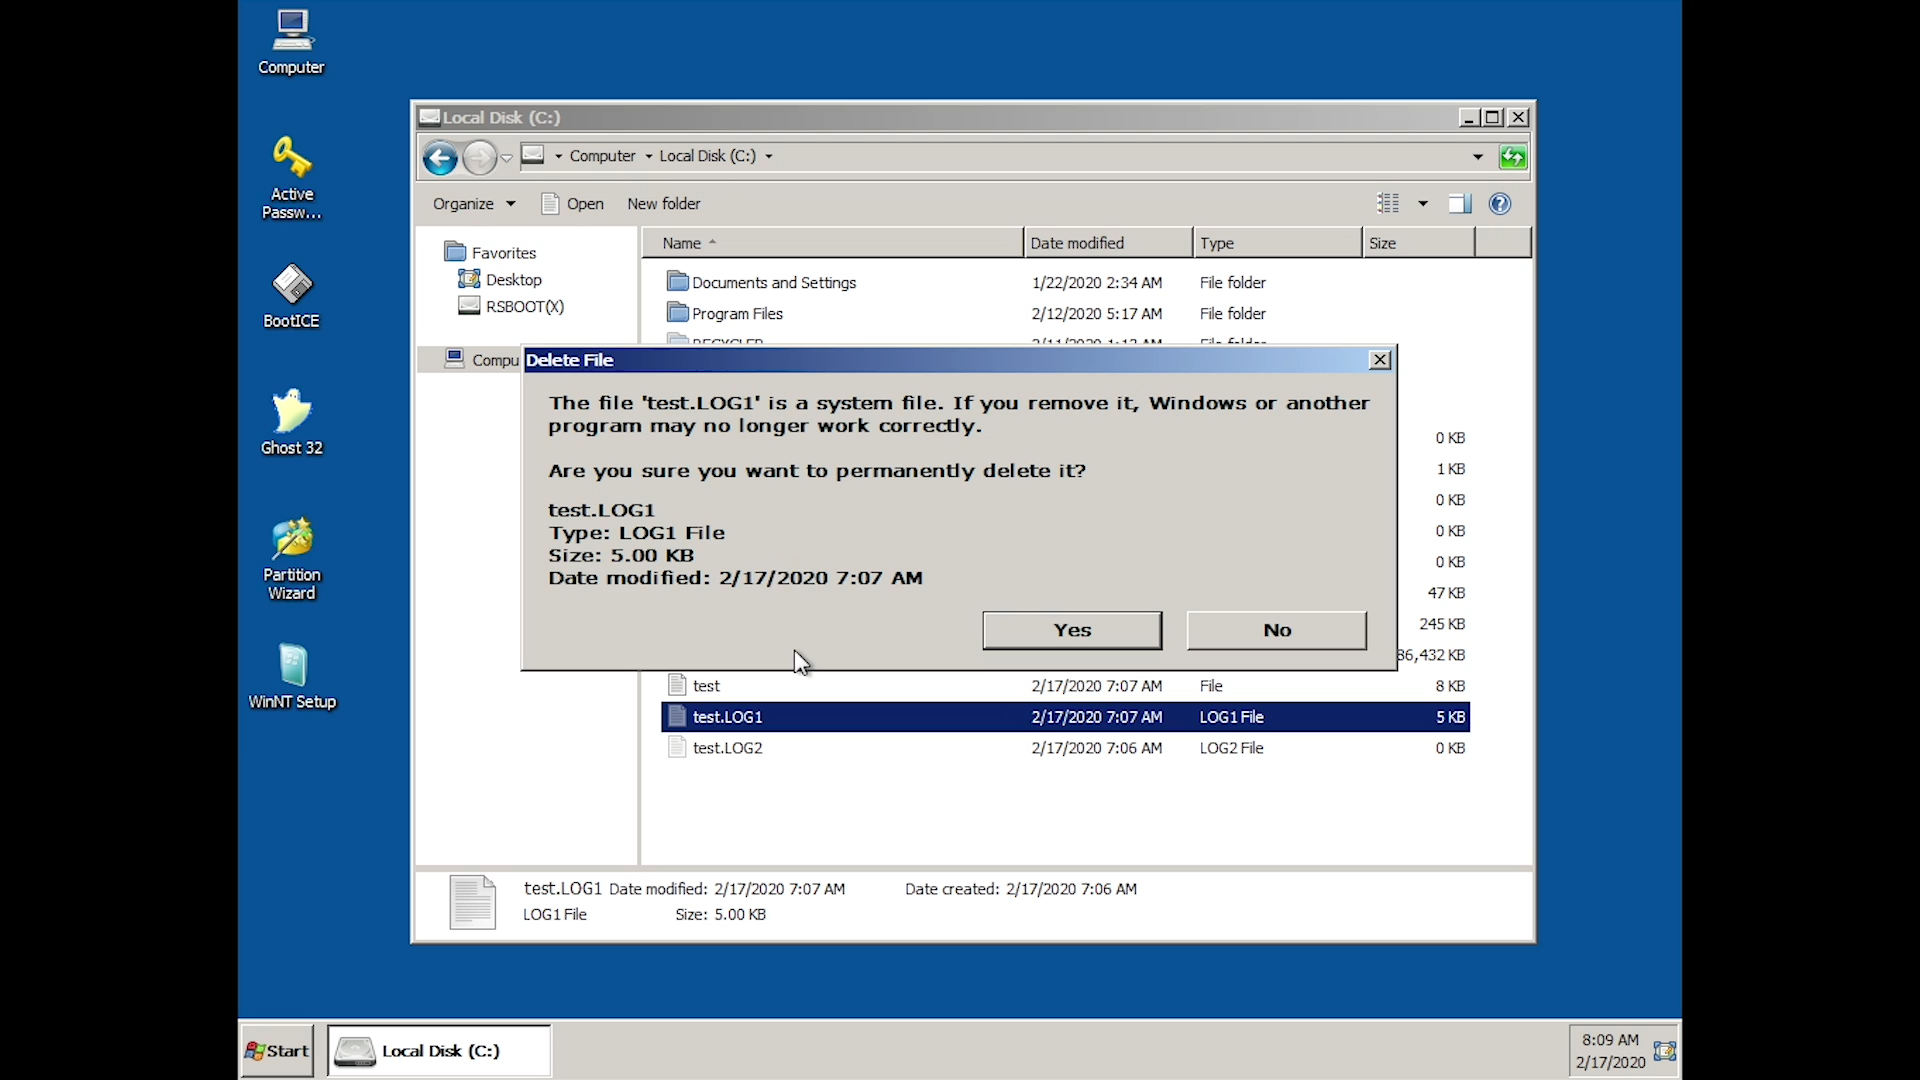 Computer
Active
Passw...
BootICE
Ghost 32
Partition
Wizard
WinNT Setup
Local Disk (C:)
Computer Local Disk (C:)
Organize Open New folder
Favorites
Desktop
RSBOOT(X)
Compu
Name Date modified Type Size
Documents and Settings 1/22/2020 2:34 AM File folder
Program Files 2/12/2020 5:17 AM File folder
Delete File
The file 'test.LOG1' is a system file. If you remove it, Windows or another
program may no longer work correctly.
Are you sure you want to permanently delete it?
test.LOG1
Type: LOG1 File
Size: 5.00 KB
Date modified: 2/17/2020 7:07 AM
Yes No
0 KB
1 KB
0 KB
0 KB
0 KB
47 KB
245 KB
86,432 KB
test 2/17/2020 7:07 AM File 8 KB
test.LOG1 2/17/2020 7:07 AM LOG1 File 5 KB
test.LOG2 2/17/2020 7:06 AM LOG2 File 0 KB
test.LOG1 Date modified: 2/17/2020 7:07 AM Date created: 2/17/2020 7:06 AM
LOG1 File Size: 5.00 KB
Start Local Disk (C:)
8:09 AM
2/17/2020